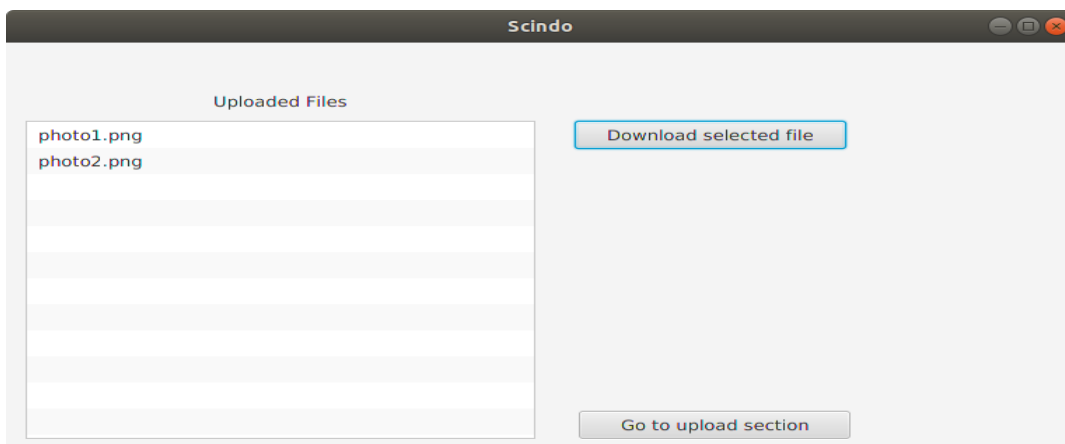 Scindo
Uploaded Files
photo1.png
photo2.png
Download selected file
Go to upload section